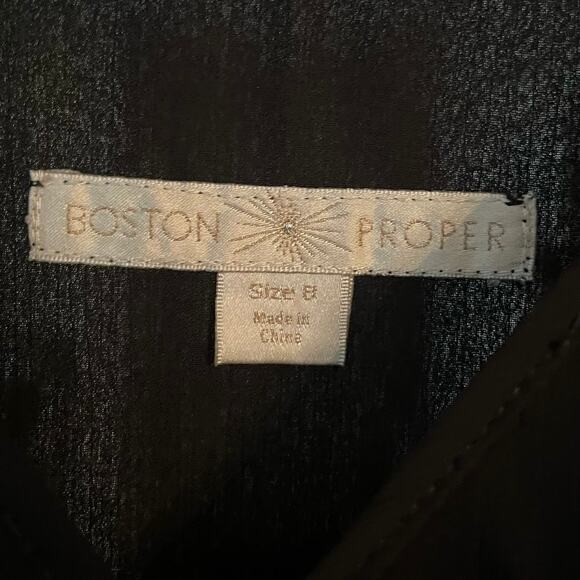 BOSTON PROPER
Size 8
Made in
China